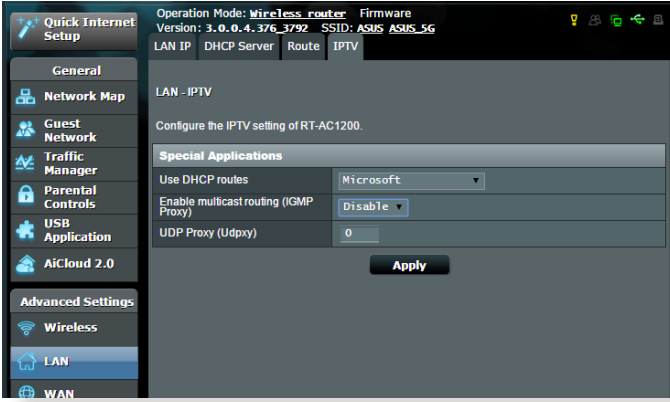 Quick Internet
Setup
Operation Mode: Wireless router Firmware
Version: 3.0.0.4.376_3792 SSID: ASUS ASUS_5G
LAN IP DHCP Server Route IPTV
General
Network Map
Guest
Network
Traffic
Manager
Parental
Controls
USB
Application
AiCloud 2.0
Advanced Settings
Wireless
LAN
WAN
LAN - IPTV
Configure the IPTV setting of RT-AC1200.
Special Applications
Use DHCP routes Microsoft
Enable multicast routing (IGMP
Proxy) Disable
UDP Proxy (Udpxy) 0
Apply